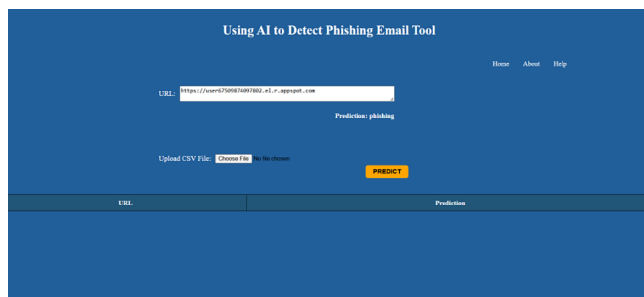 Using AI to Detect Phishing Email Tool
Home About Help
URL: https://user67509874097802.el.r.appspot.com
Prediction: phishing
Upload CSV File: Choose File No file chosen
PREDICT
URL Prediction